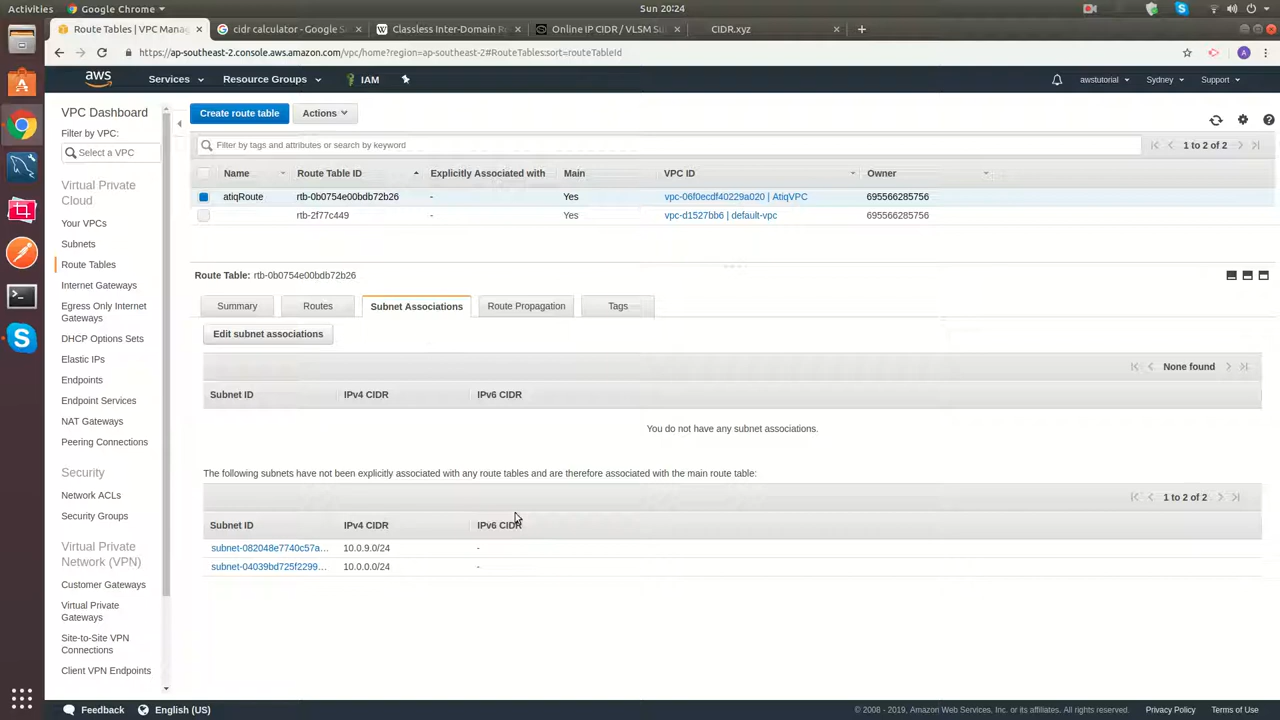 Activities Google Chrome Sun 20:24
Route Tables | VPC Mana cidr calculator - Google S Classless Inter-Domain R Online IP CIDR / VLSM Su CIDR.xyz
https://ap-southeast-2.console.aws.amazon.com/vpc/home?region=ap-southeast-2#RouteTables:sort=routeTableId A
aws Services Resource Groups IAM awstutorial Sydney Support
VPC Dashboard
Filter by VPC:
Select a VPC
Virtual Private
Cloud
Your VPCs
Subnets
Route Tables
Internet Gateways
Egress Only Internet
Gateways
DHCP Options Sets
Elastic IPs
Endpoints
Endpoint Services
NAT Gateways
Peering Connections
Security
Network ACLs
Security Groups
Virtual Private
Network (VPN)
Customer Gateways
Virtual Private
Gateways
Site-to-Site VPN
Connections
Client VPN Endpoints
Create route table Actions
Filter by tags and attributes or search by keyword 1 to 2 of 2
Name Route Table ID Explicitly Associated with Main VPC ID Owner
atiqRoute rtb-0b0754e00bdb72b26 - Yes vpc-06f0ecdf40229a020 | AtiqVPC 695566285756
rtb-2f77c449 - Yes vpc-d1527bb6 | default-vpc 695566285756
Route Table: rtb-0b0754e00bdb72b26
Summary Routes Subnet Associations Route Propagation Tags
Edit subnet associations
None found
Subnet ID IPv4 CIDR IPv6 CIDR
You do not have any subnet associations.
The following subnets have not been explicitly associated with any route tables and are therefore associated with the main route table:
1 to 2 of 2
Subnet ID IPv4 CIDR IPv6 CIDR
subnet-082048e7740c57a... 10.0.9.0/24 -
subnet-04039bd725f2299... 10.0.0.0/24 -
Feedback English (US) © 2008 - 2019, Amazon Web Services, Inc. or its affiliates. All rights reserved. Privacy Policy Terms of Use